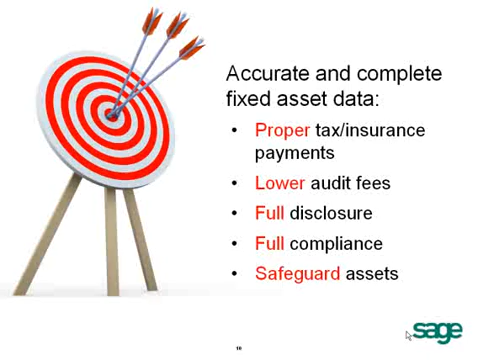 Accurate and complete
fixed asset data:
• Proper tax/insurance
payments
• Lower audit fees
• Full disclosure
• Full compliance
• Safeguard assets
sage